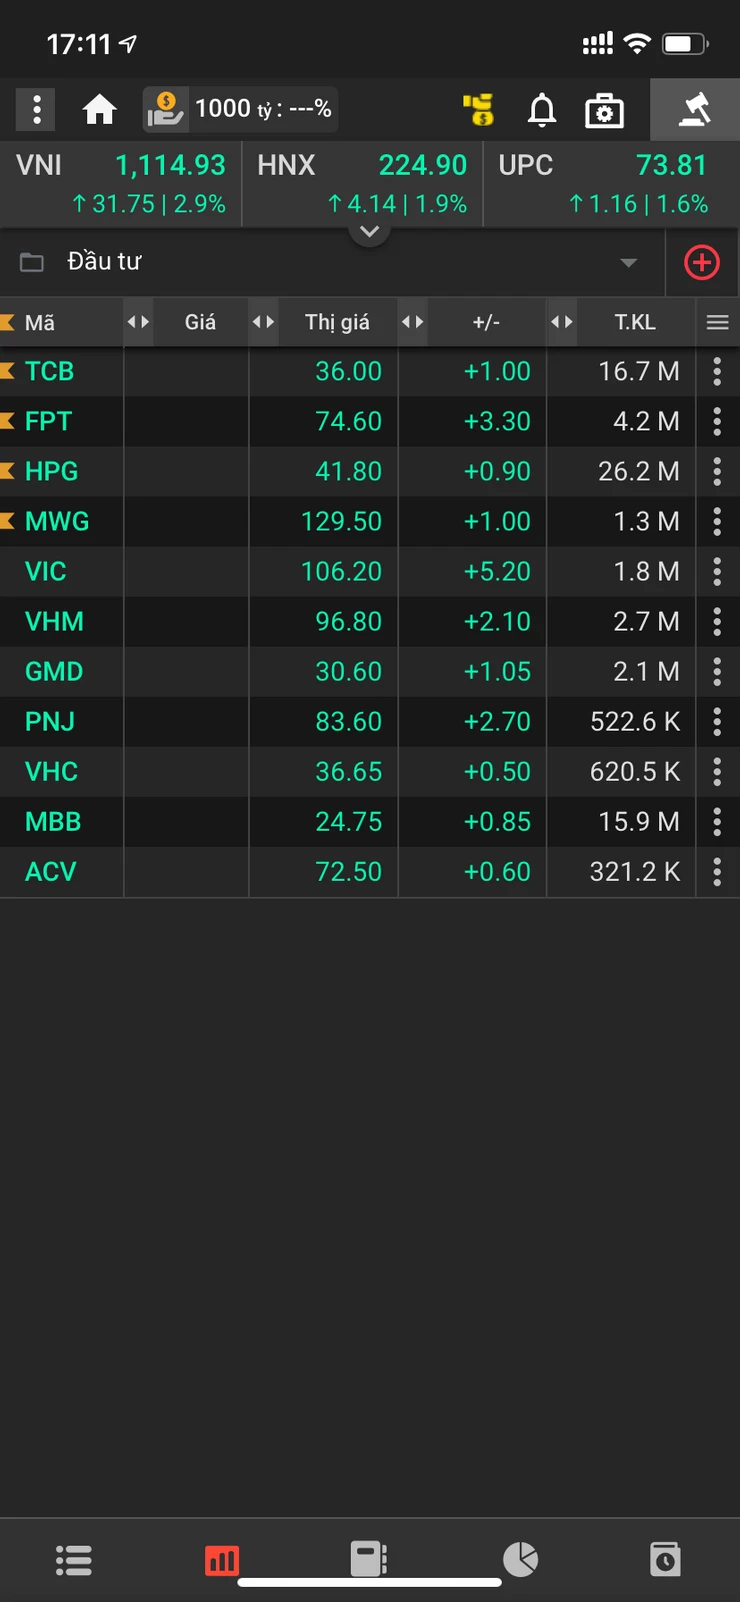 17:11
1000 tỷ : ---%
VNI 1,114.93 HNX 224.90 UPC 73.81
↑ 31.75 | 2.9% ↑ 4.14 | 1.9% ↑ 1.16 | 1.6%
Đầu tư
Mã Giá Thị giá +/- T.KL
TCB 36.00 +1.00 16.7 M
FPT 74.60 +3.30 4.2 M
HPG 41.80 +0.90 26.2 M
MWG 129.50 +1.00 1.3 M
VIC 106.20 +5.20 1.8 M
VHM 96.80 +2.10 2.7 M
GMD 30.60 +1.05 2.1 M
PNJ 83.60 +2.70 522.6 K
VHC 36.65 +0.50 620.5 K
MBB 24.75 +0.85 15.9 M
ACV 72.50 +0.60 321.2 K